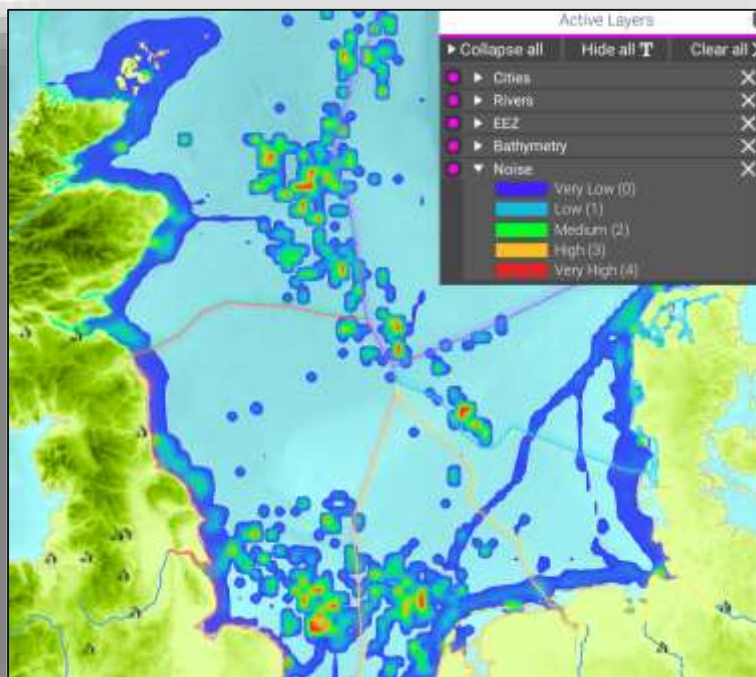 Active Layers
Collapse all Hide all T Clear all
Cities
Rivers
EEZ
Bathymetry
Noise
Very Low (0)
Low (1)
Medium (2)
High (3)
Very High (4)